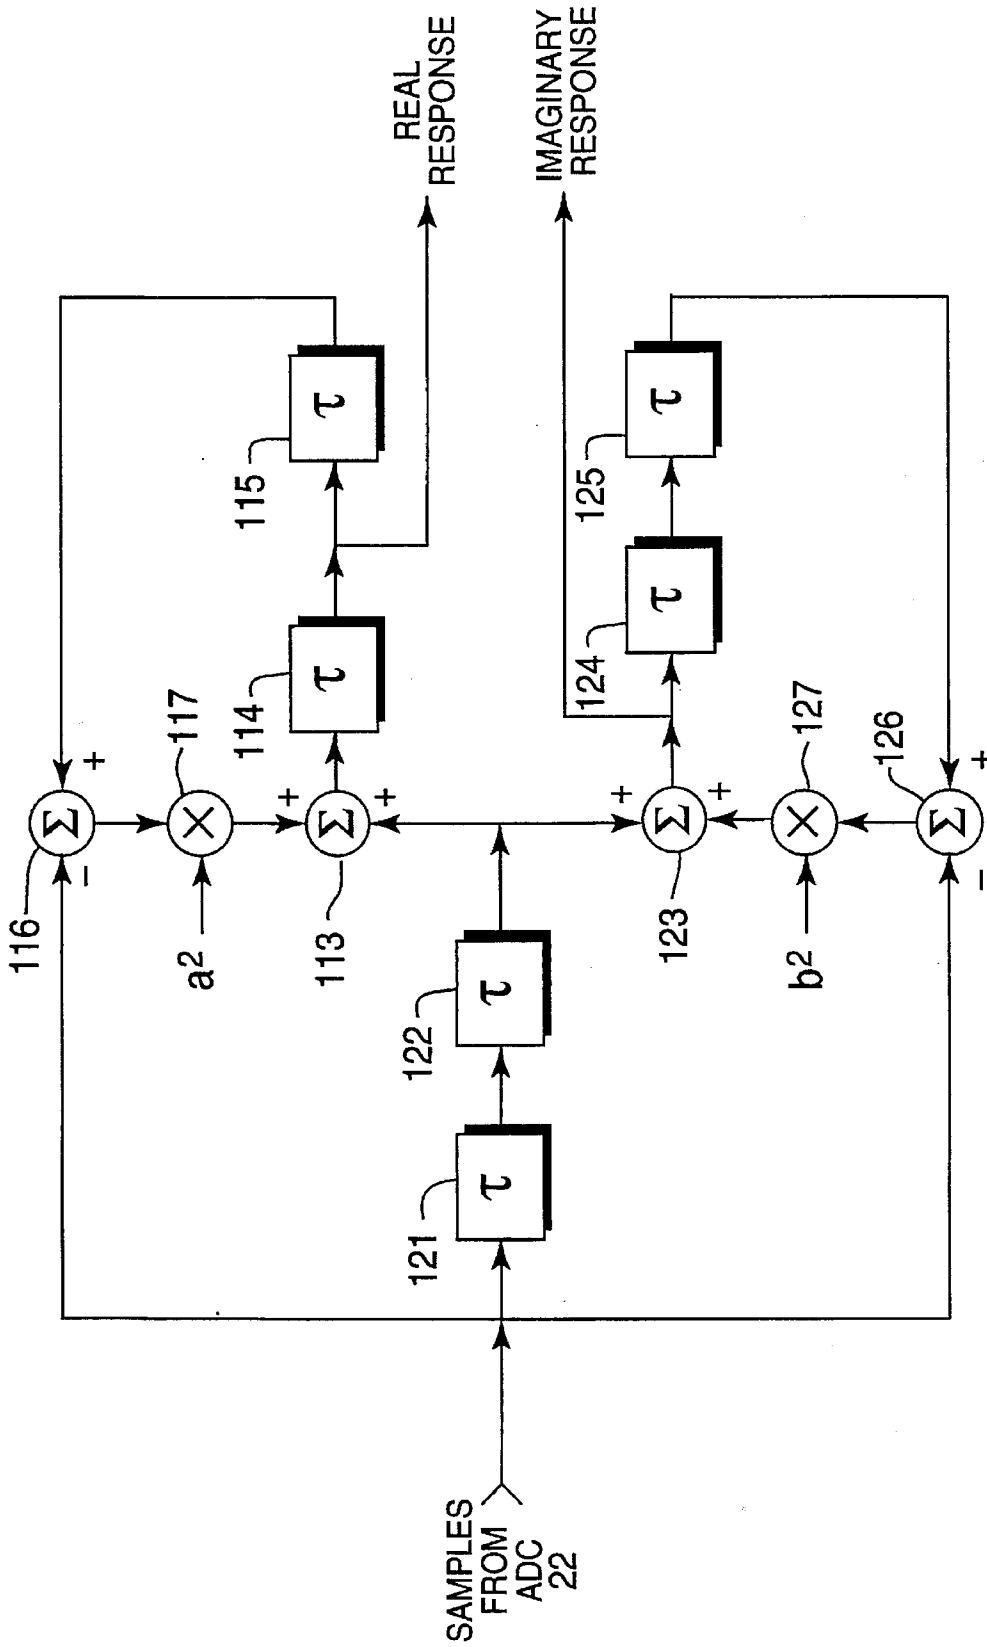 SAMPLES
FROM
ADC
22
121
τ
122
τ
116
Σ
+
−
117
×
a²
113
Σ
+
+
114
τ
115
τ
REAL
RESPONSE
123
Σ
+
+
124
τ
125
τ
127
×
b²
126
Σ
+
−
IMAGINARY
RESPONSE